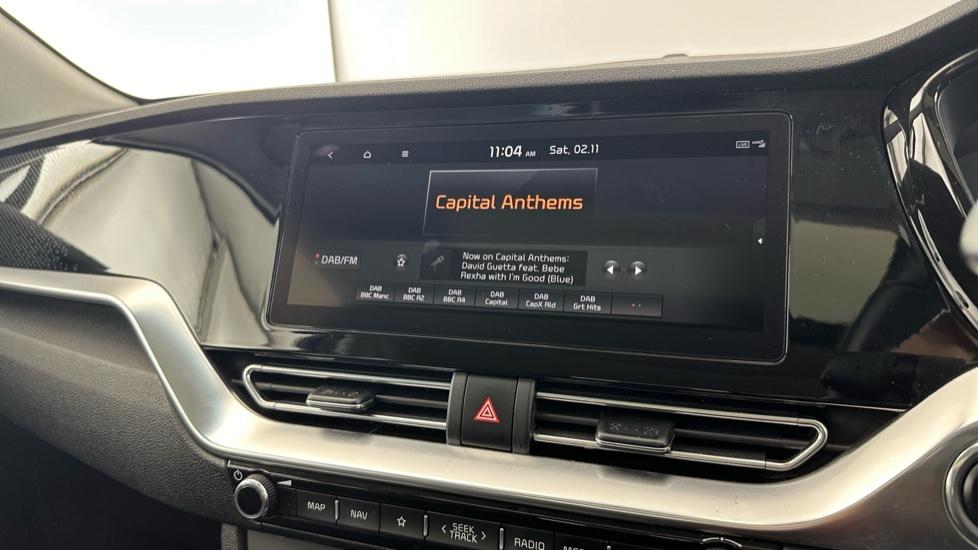 11:04 AM Sat, 02.11
LIVE
Capital Anthems
DAB/FM
Now on Capital Anthems:
David Guetta feat. Bebe
Rexha with I'm Good (Blue)
DAB
BBC Manc
DAB
BBC R2
DAB
BBC R4
DAB
Capital
DAB
CapX Rld
DAB
Grt Hits
MAP
NAV
SEEK
TRACK
RADIO